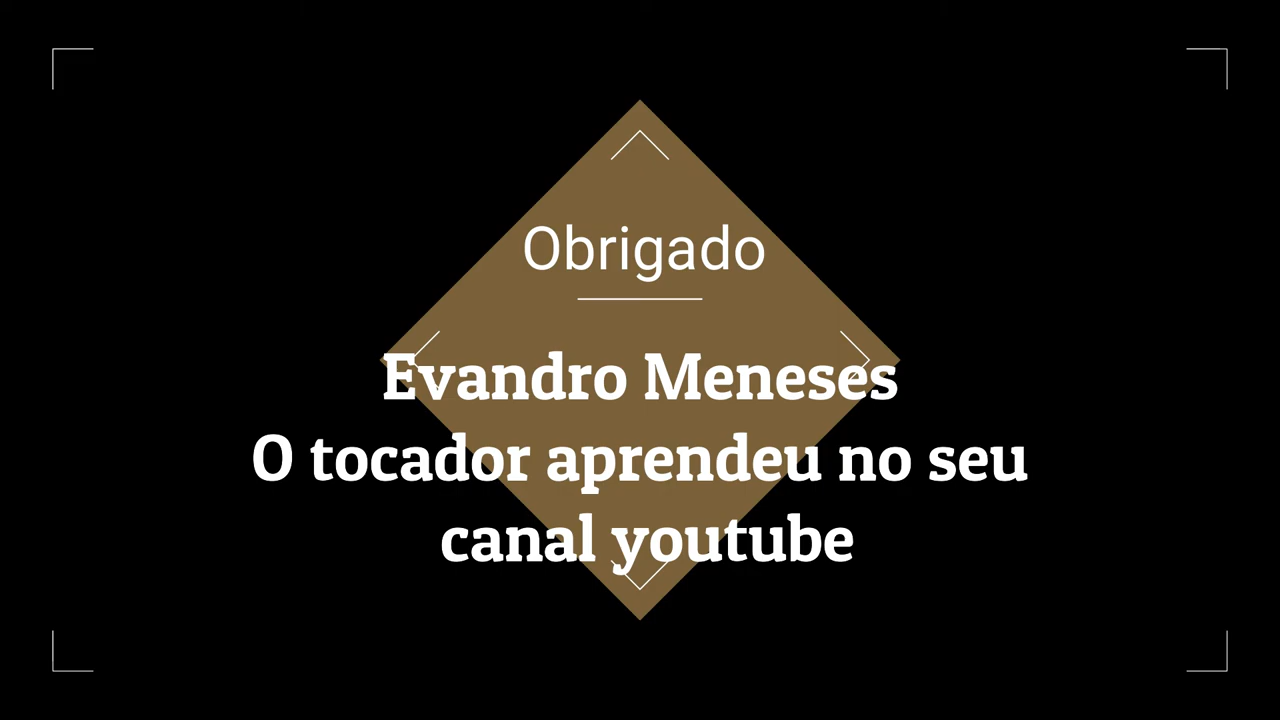 Obrigado
Evandro Meneses
O tocador aprendeu no seu
canal youtube